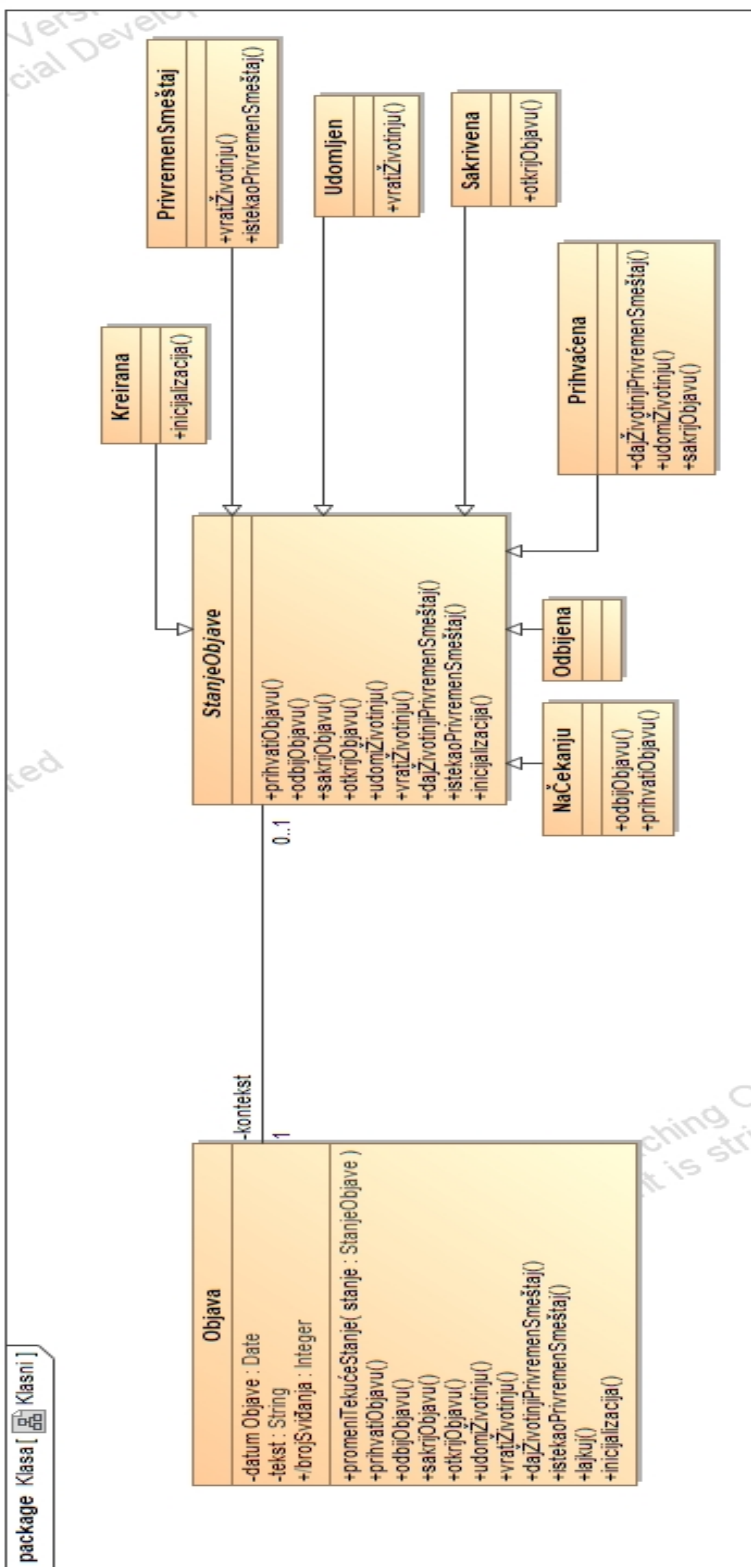 package Klasa[ Klasni ]
Objava
-datum Objave : Date
-tekst : String
+/brojSviđanja : Integer
+promeniTekućeStanje( stanje : StanjeObjave )
+prihvatiObjavu()
+odbijObjavu()
+sakrijObjavu()
+otkrijObjavu()
+udomiŽivotinju()
+vratiŽivotinju()
+dajŽivotinjiPrivremenSmeštaj()
+istekaoPrivremenSmeštaj()
+lajkuj()
+inicijalizacija()
-kontekst
1
0..1
StanjeObjave
+prihvatiObjavu()
+odbijObjavu()
+sakrijObjavu()
+otkrijObjavu()
+udomiŽivotinju()
+vratiŽivotinju()
+dajŽivotinjiPrivremenSmeštaj()
+istekaoPrivremenSmeštaj()
+inicijalizacija()
Kreirana
+inicijalizacija()
PrivremenSmeštaj
+vratiŽivotinju()
+istekaoPrivremenSmeštaj()
Udomljen
+vratiŽivotinju()
Sakrivena
+otkrijObjavu()
Prihvaćena
+dajŽivotinjiPrivremenSmeštaj()
+udomiŽivotinju()
+sakrijObjavu()
Odbijena
NaČekanju
+odbijObjavu()
+prihvatiObjavu()